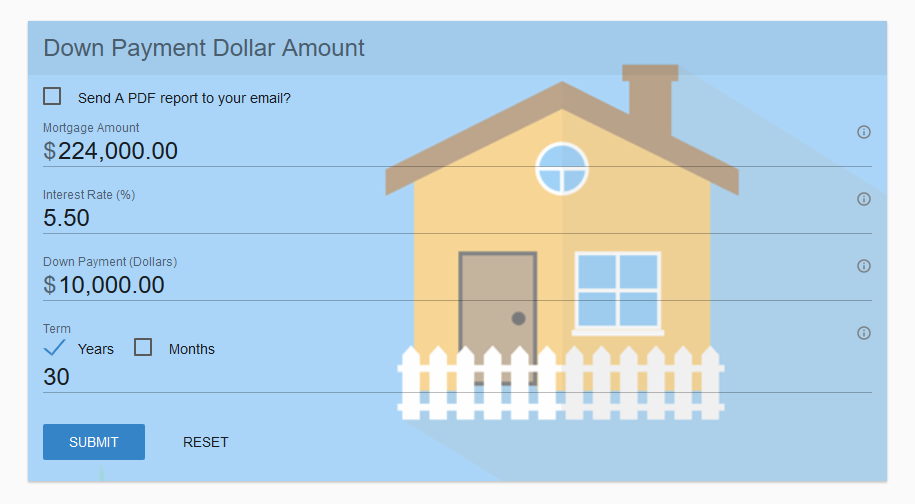 Down Payment Dollar Amount
Send A PDF report to your email?
Mortgage Amount
$224,000.00
Interest Rate (%)
5.50
Down Payment (Dollars)
$10,000.00
Term
Years Months
30
SUBMIT RESET